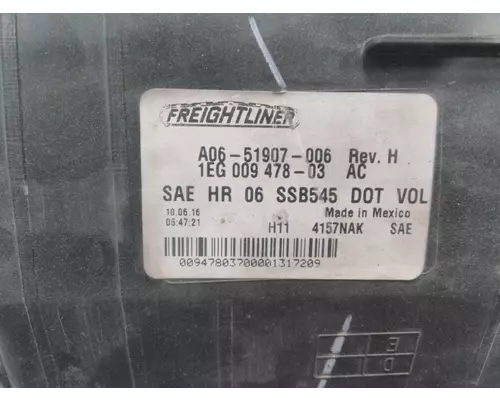 FREIGHTLINER
A06-51907-006 Rev. H
1EG 009 478-03 AC
SAE HR 06 SSB545 DOT VOL
10.06.16 Made in Mexico
06:47:21
H11 4157NAK SAE
00947803700001317209
E
0